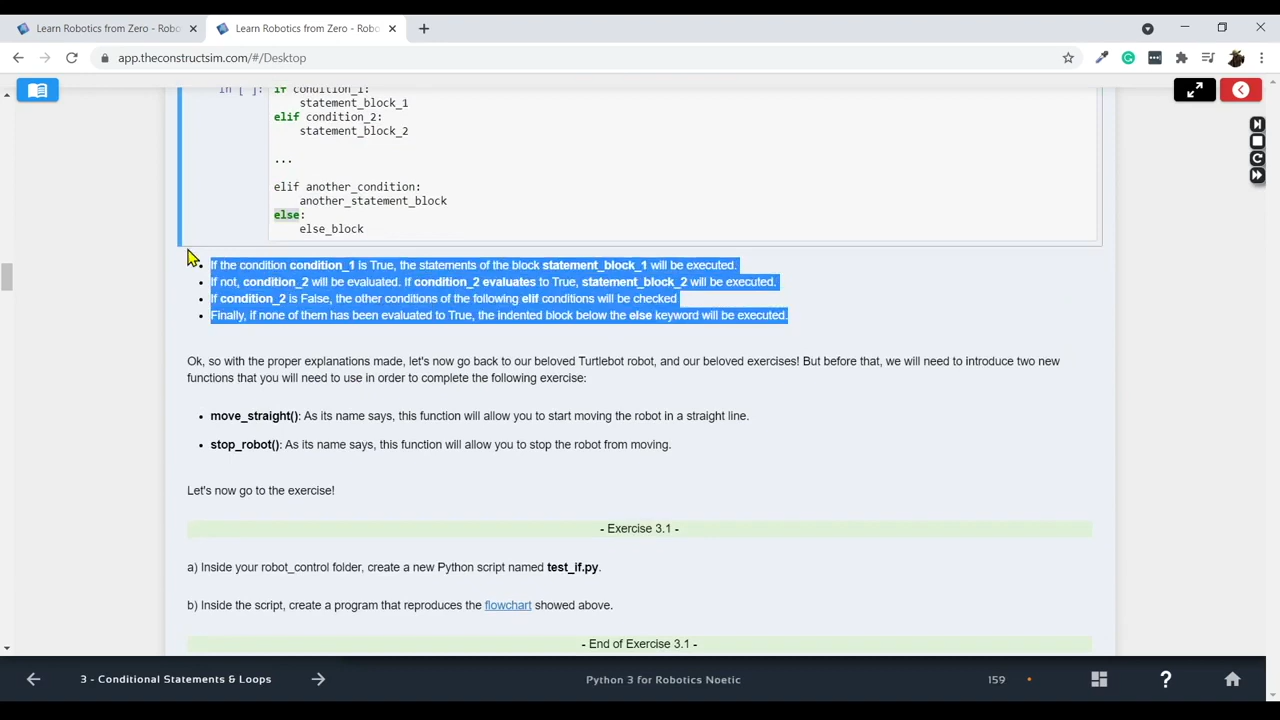 Learn Robotics from Zero - Robo
Learn Robotics from Zero - Robo
app.theconstructsim.com/#/Desktop
In [ ]:
if condition_1:
statement_block_1
elif condition_2:
statement_block_2
...
elif another_condition:
another_statement_block
else:
else_block
• If the condition condition_1 is True, the statements of the block statement_block_1 will be executed.
• If not, condition_2 will be evaluated. If condition_2 evaluates to True, statement_block_2 will be executed.
• If condition_2 is False, the other conditions of the following elif conditions will be checked
• Finally, if none of them has been evaluated to True, the indented block below the else keyword will be executed.
Ok, so with the proper explanations made, let's now go back to our beloved Turtlebot robot, and our beloved exercises! But before that, we will need to introduce two new
functions that you will need to use in order to complete the following exercise:
• move_straight(): As its name says, this function will allow you to start moving the robot in a straight line.
• stop_robot(): As its name says, this function will allow you to stop the robot from moving.
Let's now go to the exercise!
- Exercise 3.1 -
a) Inside your robot_control folder, create a new Python script named test_if.py.
b) Inside the script, create a program that reproduces the flowchart showed above.
- End of Exercise 3.1 -
3 - Conditional Statements & Loops
Python 3 for Robotics Noetic
159
?